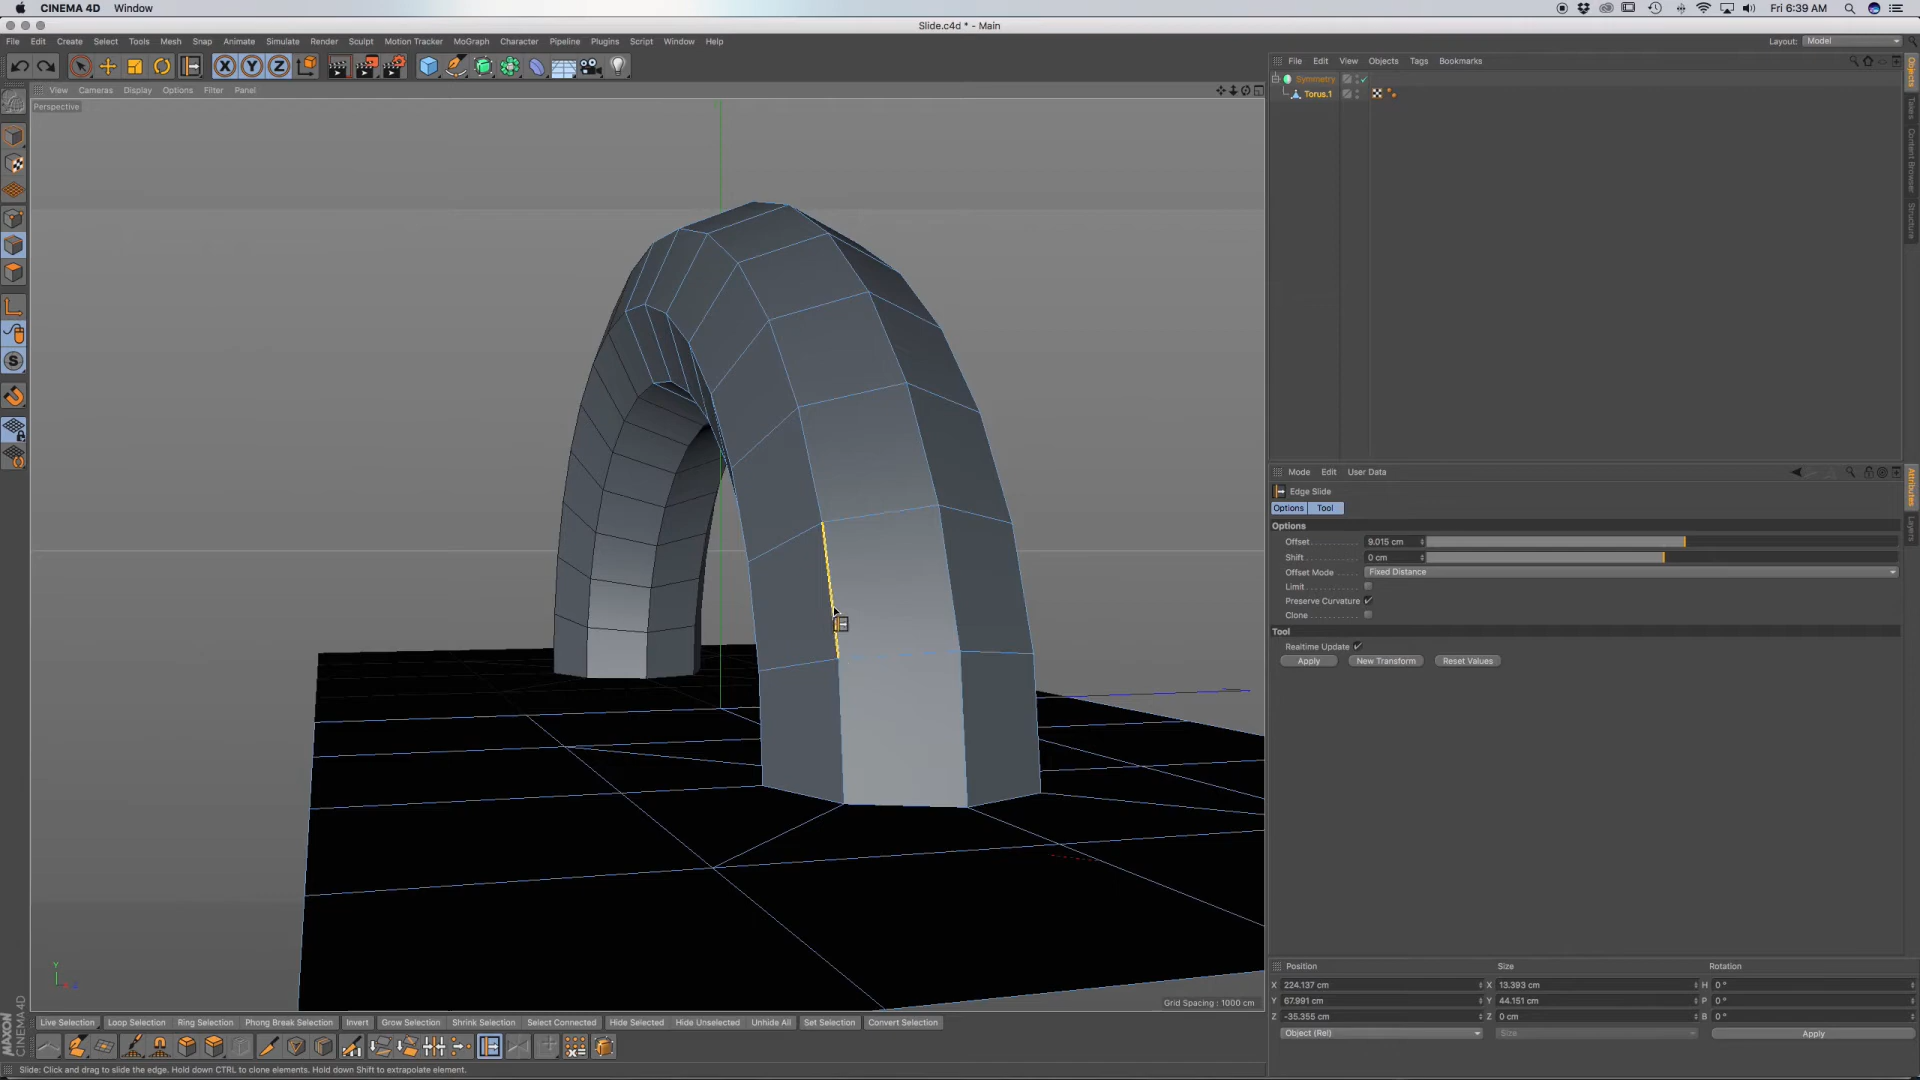 CINEMA 4D Window Fri 6:39 AM
Slide.c4d * - Main
File Edit Create Select Tools Mesh Snap Animate Simulate Render Sculpt Motion Tracker MoGraph Character Pipeline Plugins Script Window Help Layout: Model
X Y Z
File Edit View Objects Tags Bookmarks
View Cameras Display Options Filter Panel
Perspective
Symmetry
Torus.1
Objects
Takes
Content Browser
Structure
Mode Edit User Data
Edge Slide
Options Tool
Options
Offset 9.015 cm
Shift 0 cm
Offset Mode Fixed Distance
Limit
Preserve Curvature
Clone
Tool
Realtime Update
Apply New Transform Reset Values
Attributes
Layers
S
Y
Grid Spacing : 1000 cm
Position Size Rotation
X 224.137 cm X 13.393 cm H 0 °
Y 67.991 cm Y 44.151 cm P 0 °
Z -35.355 cm Z 0 cm B 0 °
Object (Rel) Size Apply
Live Selection Loop Selection Ring Selection Phong Break Selection Invert Grow Selection Shrink Selection Select Connected Hide Selected Hide Unselected Unhide All Set Selection Convert Selection
MAXON
CINEMA 4D
Slide: Click and drag to slide the edge. Hold down CTRL to clone elements. Hold down Shift to extrapolate element.